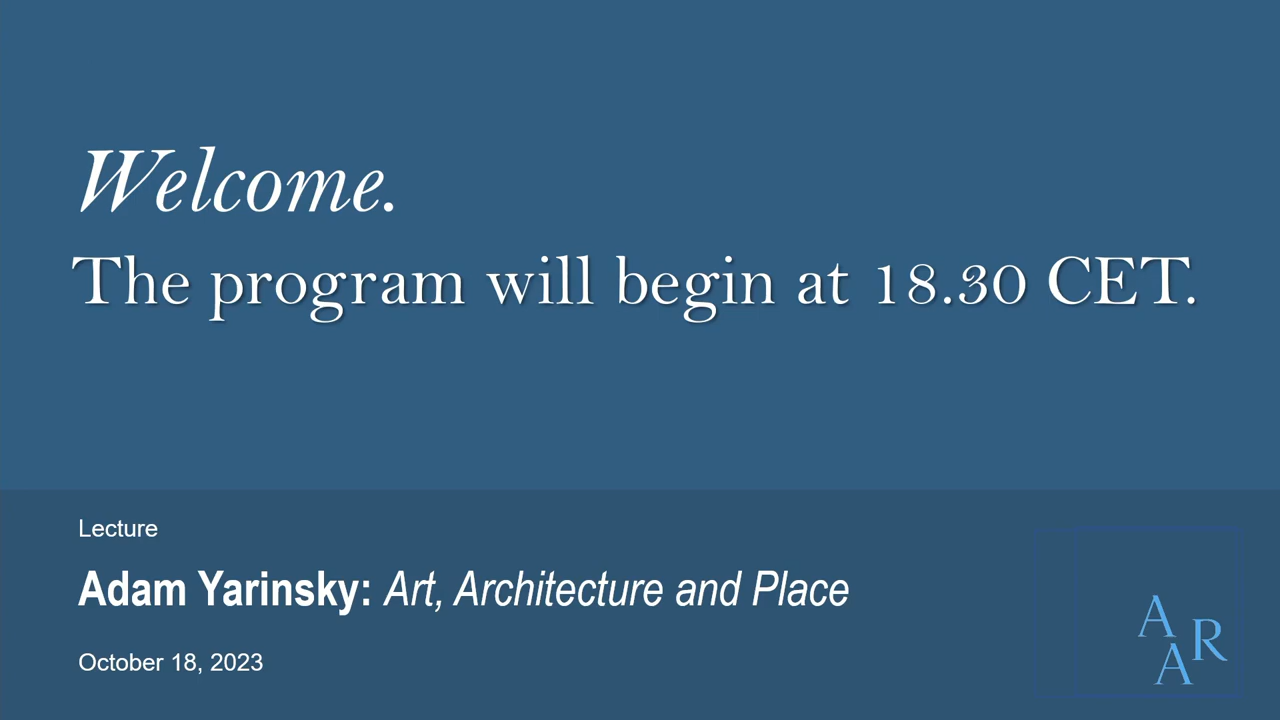 Welcome.
The program will begin at 18.30 CET.
Lecture
Adam Yarinsky: Art, Architecture and Place
October 18, 2023
A
A R